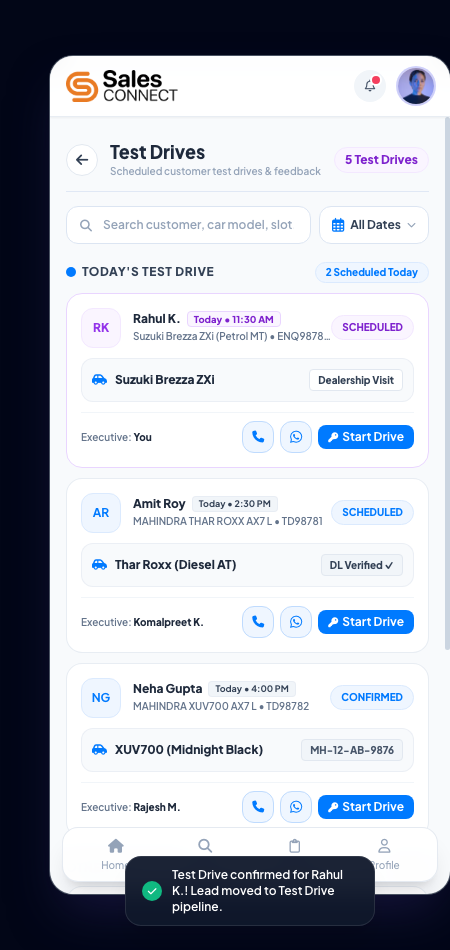 Sales
CONNECT
Test Drives
Scheduled customer test drives & feedback
5 Test Drives
Search customer, car model, slot
All Dates
TODAY'S TEST DRIVE
2 Scheduled Today
RK
Rahul K.
Today • 11:30 AM
Suzuki Brezza ZXi (Petrol MT) • ENQ9878...
SCHEDULED
Suzuki Brezza ZXi
Dealership Visit
Executive: You
Start Drive
AR
Amit Roy
Today • 2:30 PM
MAHINDRA THAR ROXX AX7 L • TD98781
SCHEDULED
Thar Roxx (Diesel AT)
DL Verified ✓
Executive: Komalpreet K.
Start Drive
NG
Neha Gupta
Today • 4:00 PM
MAHINDRA XUV700 AX7 L • TD98782
CONFIRMED
XUV700 (Midnight Black)
MH-12-AB-9876
Executive: Rajesh M.
Start Drive
Test Drive confirmed for Rahul
K.! Lead moved to Test Drive
pipeline.